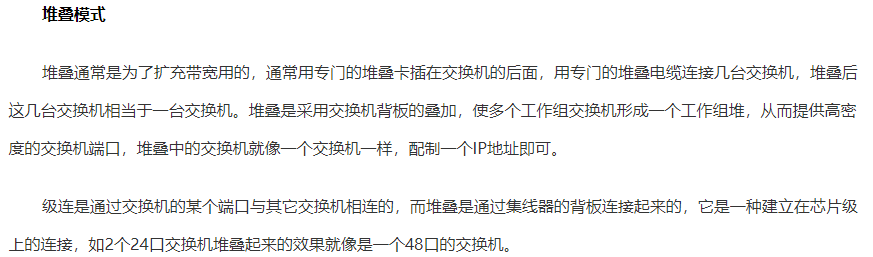 堆叠模式
堆叠通常是为了扩充带宽用的，通常用专门的堆叠卡插在交换机的后面，用专门的堆叠电缆连接几台交换机，堆叠后
这几台交换机相当于一台交换机。堆叠是采用交换机背板的叠加，使多个工作组交换机形成一个工作组堆，从而提供高密
度的交换机端口，堆叠中的交换机就像一个交换机一样，配制一个IP地址即可。
级连是通过交换机的某个端口与其它交换机相连的，而堆叠是通过集线器的背板连接起来的，它是一种建立在芯片级
上的连接，如2个24口交换机堆叠起来的效果就像是一个48口的交换机。